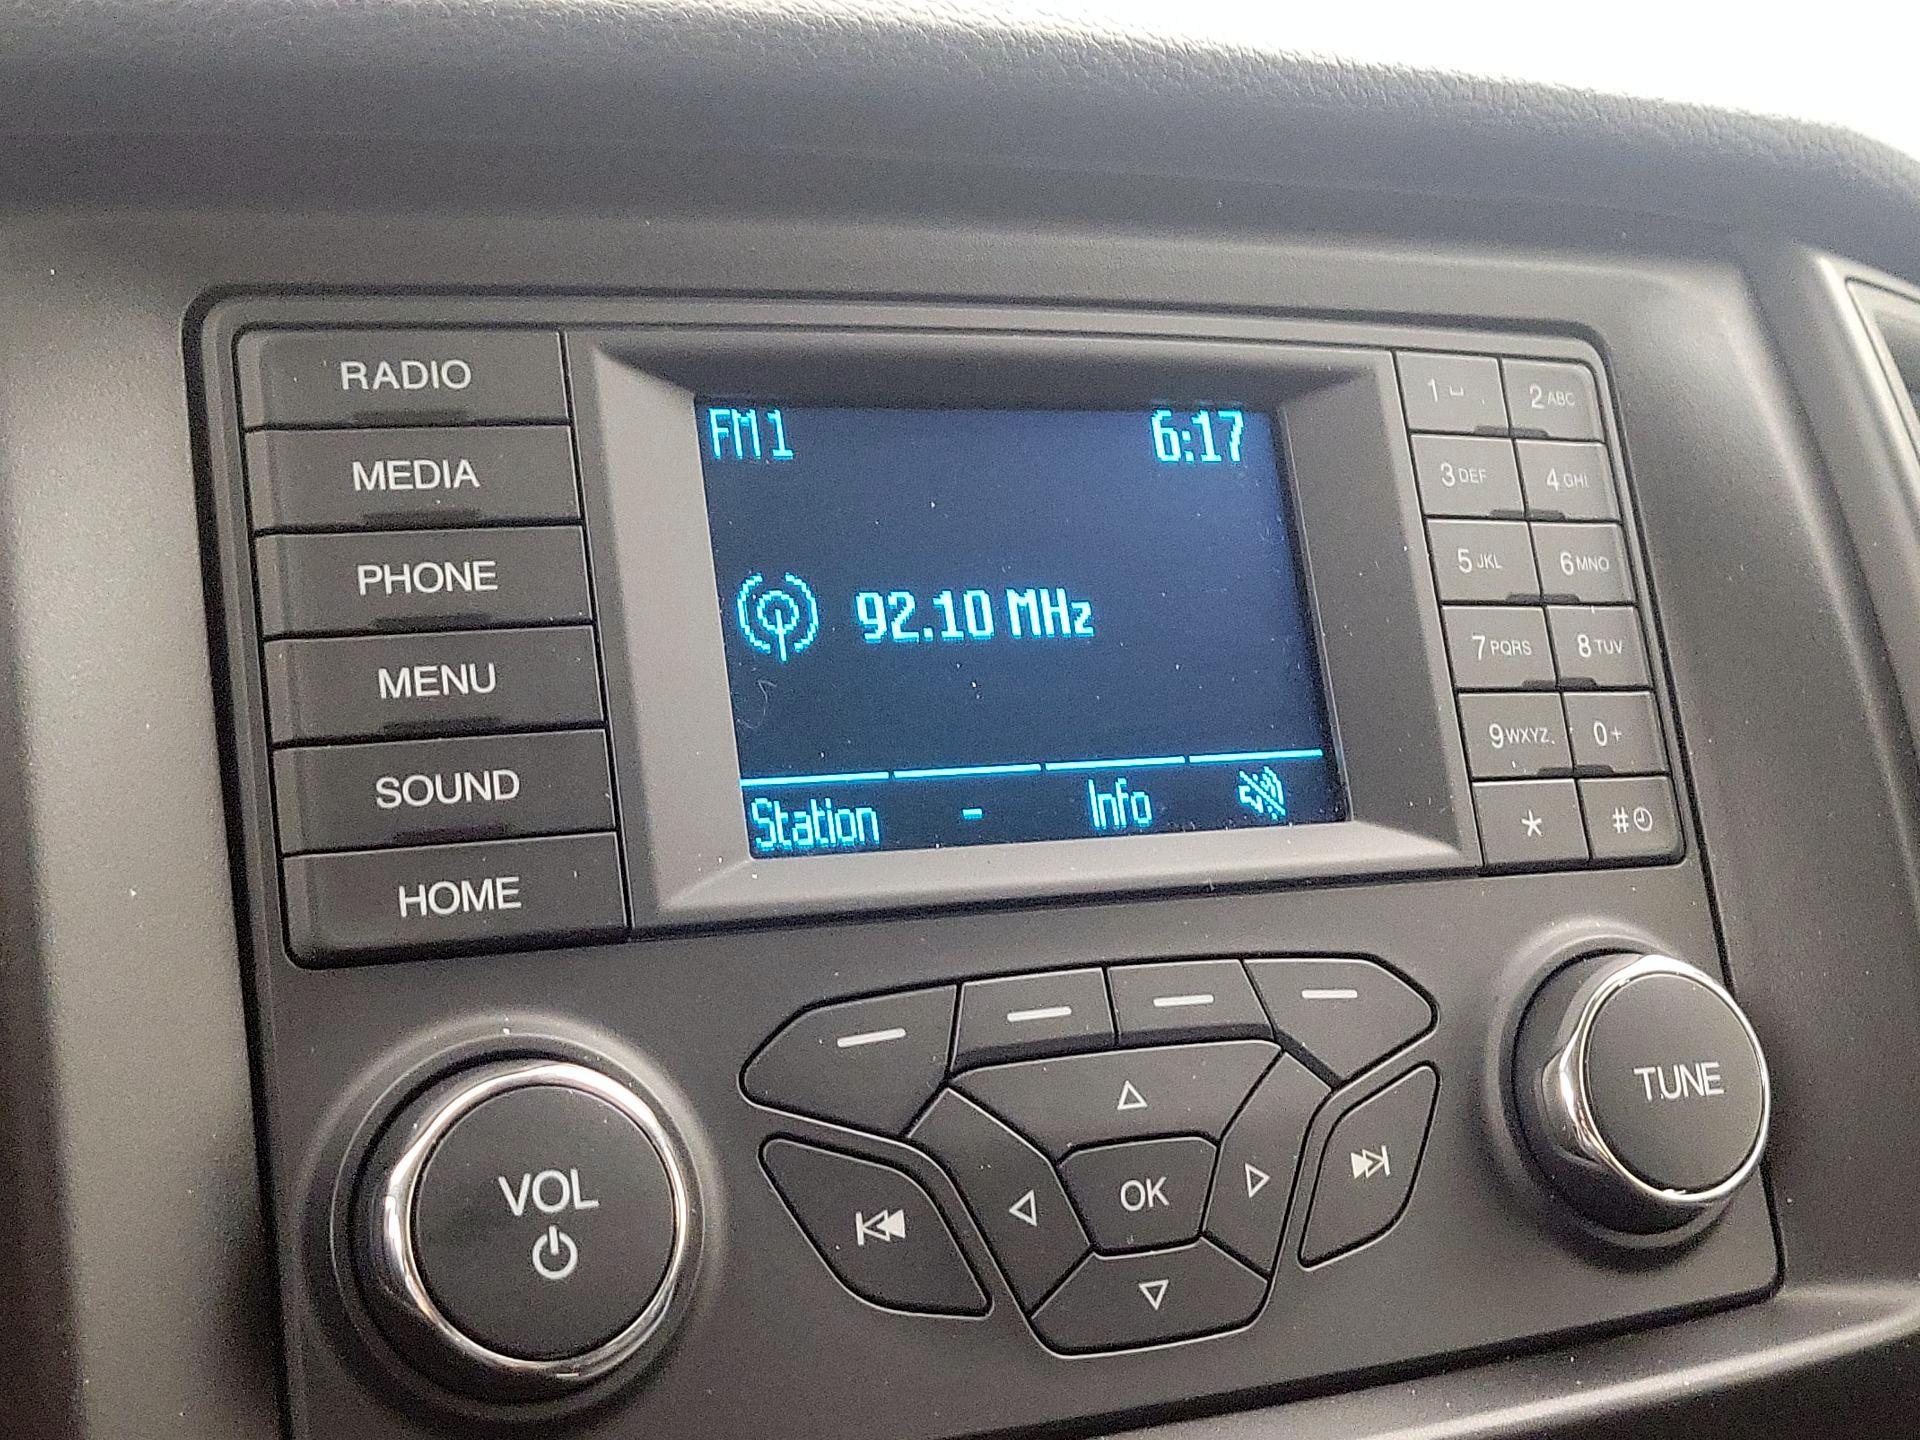 RADIO
MEDIA
PHONE
MENU
SOUND
HOME
FM1 6:17
92.10 MHz
Station - Info
1 2 ABC
3 DEF 4 GHI
5 JKL 6 MNO
7 PQRS 8 TUV
9 WXYZ 0 +
* #
VOL
OK
TUNE